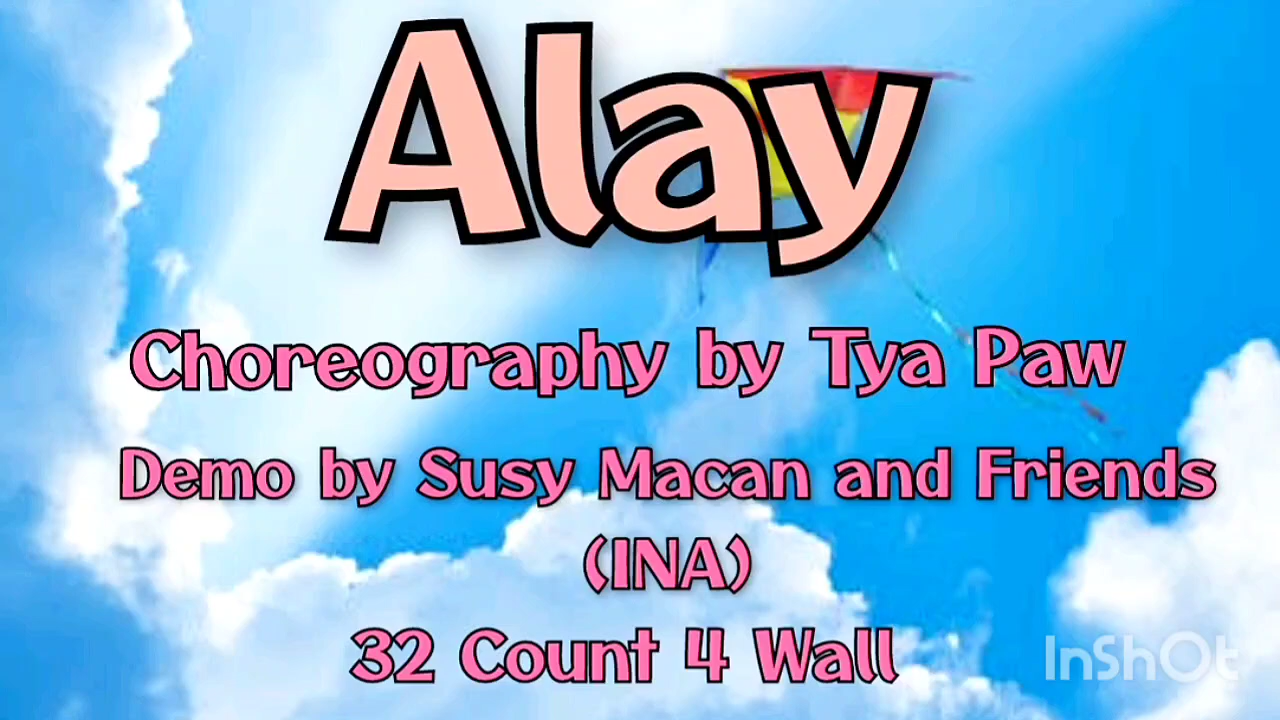 Alay
Choreography by Tya Paw
Demo by Susy Macan and Friends
(INA)
32 Count 4 Wall
InShOt